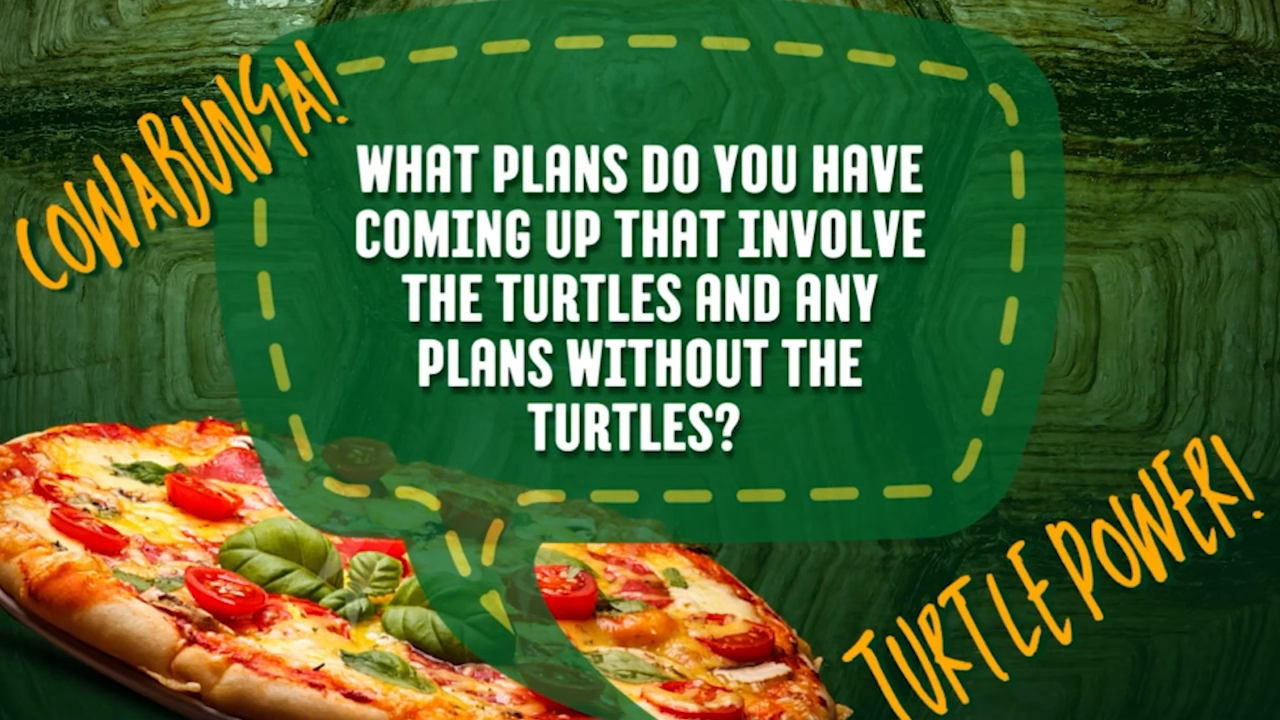 COWABUNGA!
WHAT PLANS DO YOU HAVE
COMING UP THAT INVOLVE
THE TURTLES AND ANY
PLANS WITHOUT THE
TURTLES?
TURTLE POWER!